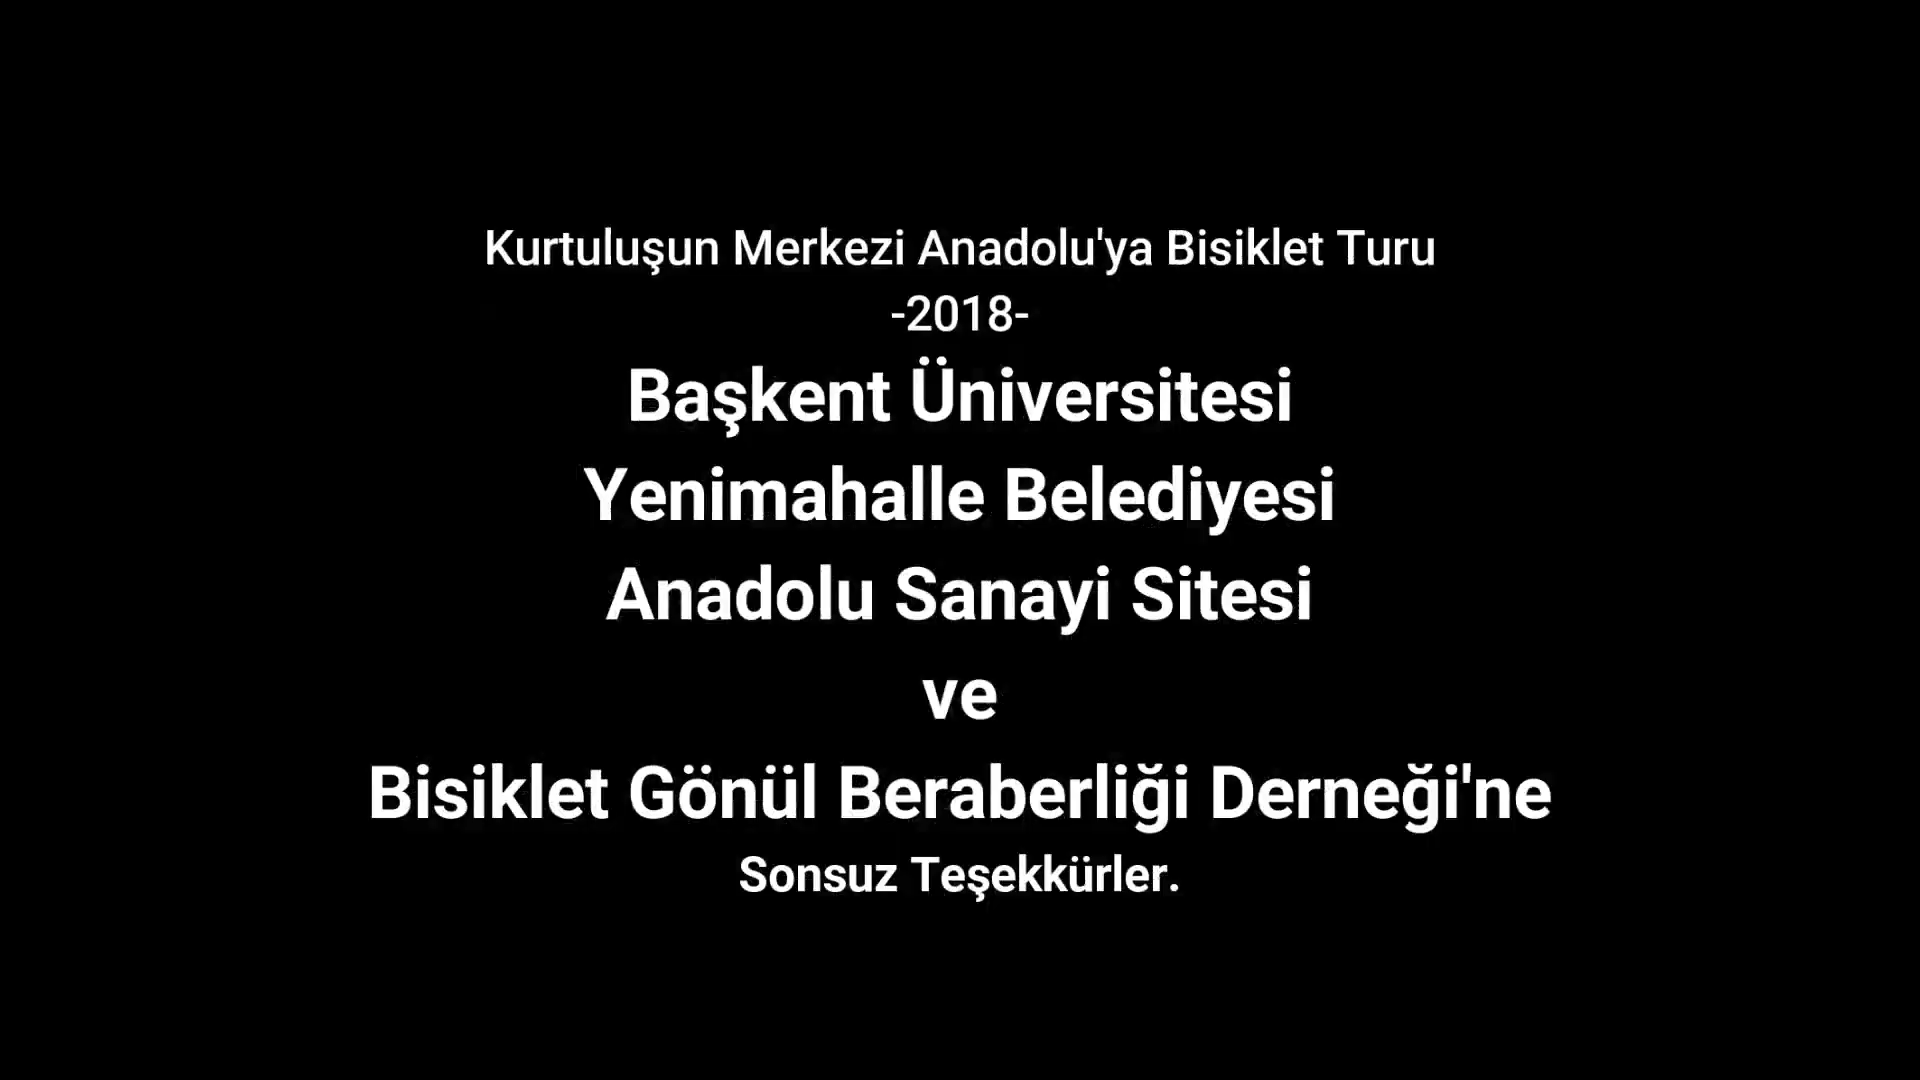 Kurtuluşun Merkezi Anadolu'ya Bisiklet Turu
-2018-
Başkent Üniversitesi
Yenimahalle Belediyesi
Anadolu Sanayi Sitesi
ve
Bisiklet Gönül Beraberliği Derneği'ne
Sonsuz Teşekkürler.